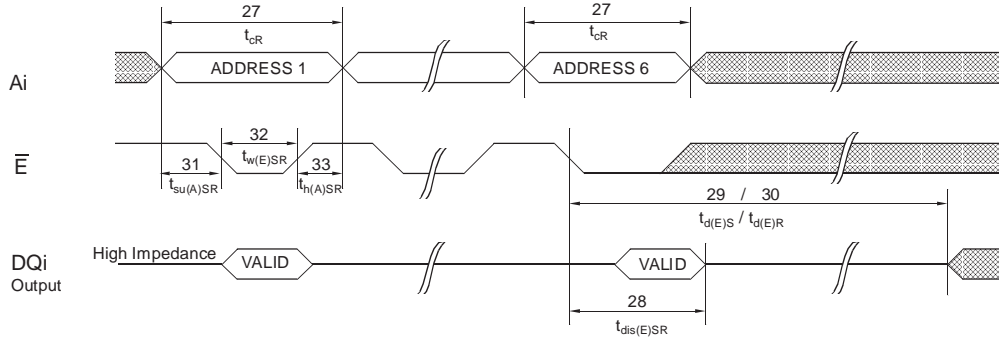 27
27
tcR
tcR
ADDRESS 1
ADDRESS 6
Ai
E
32
tw(E)SR
31
33
tsu(A)SR
th(A)SR
29 / 30
td(E)S / td(E)R
High Impedance
DQi
Output
VALID
VALID
28
tdis(E)SR